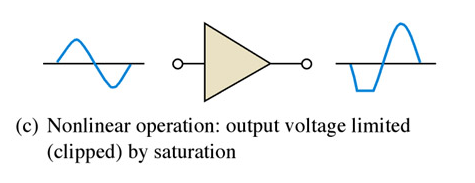 (c) Nonlinear operation: output voltage limited
(clipped) by saturation